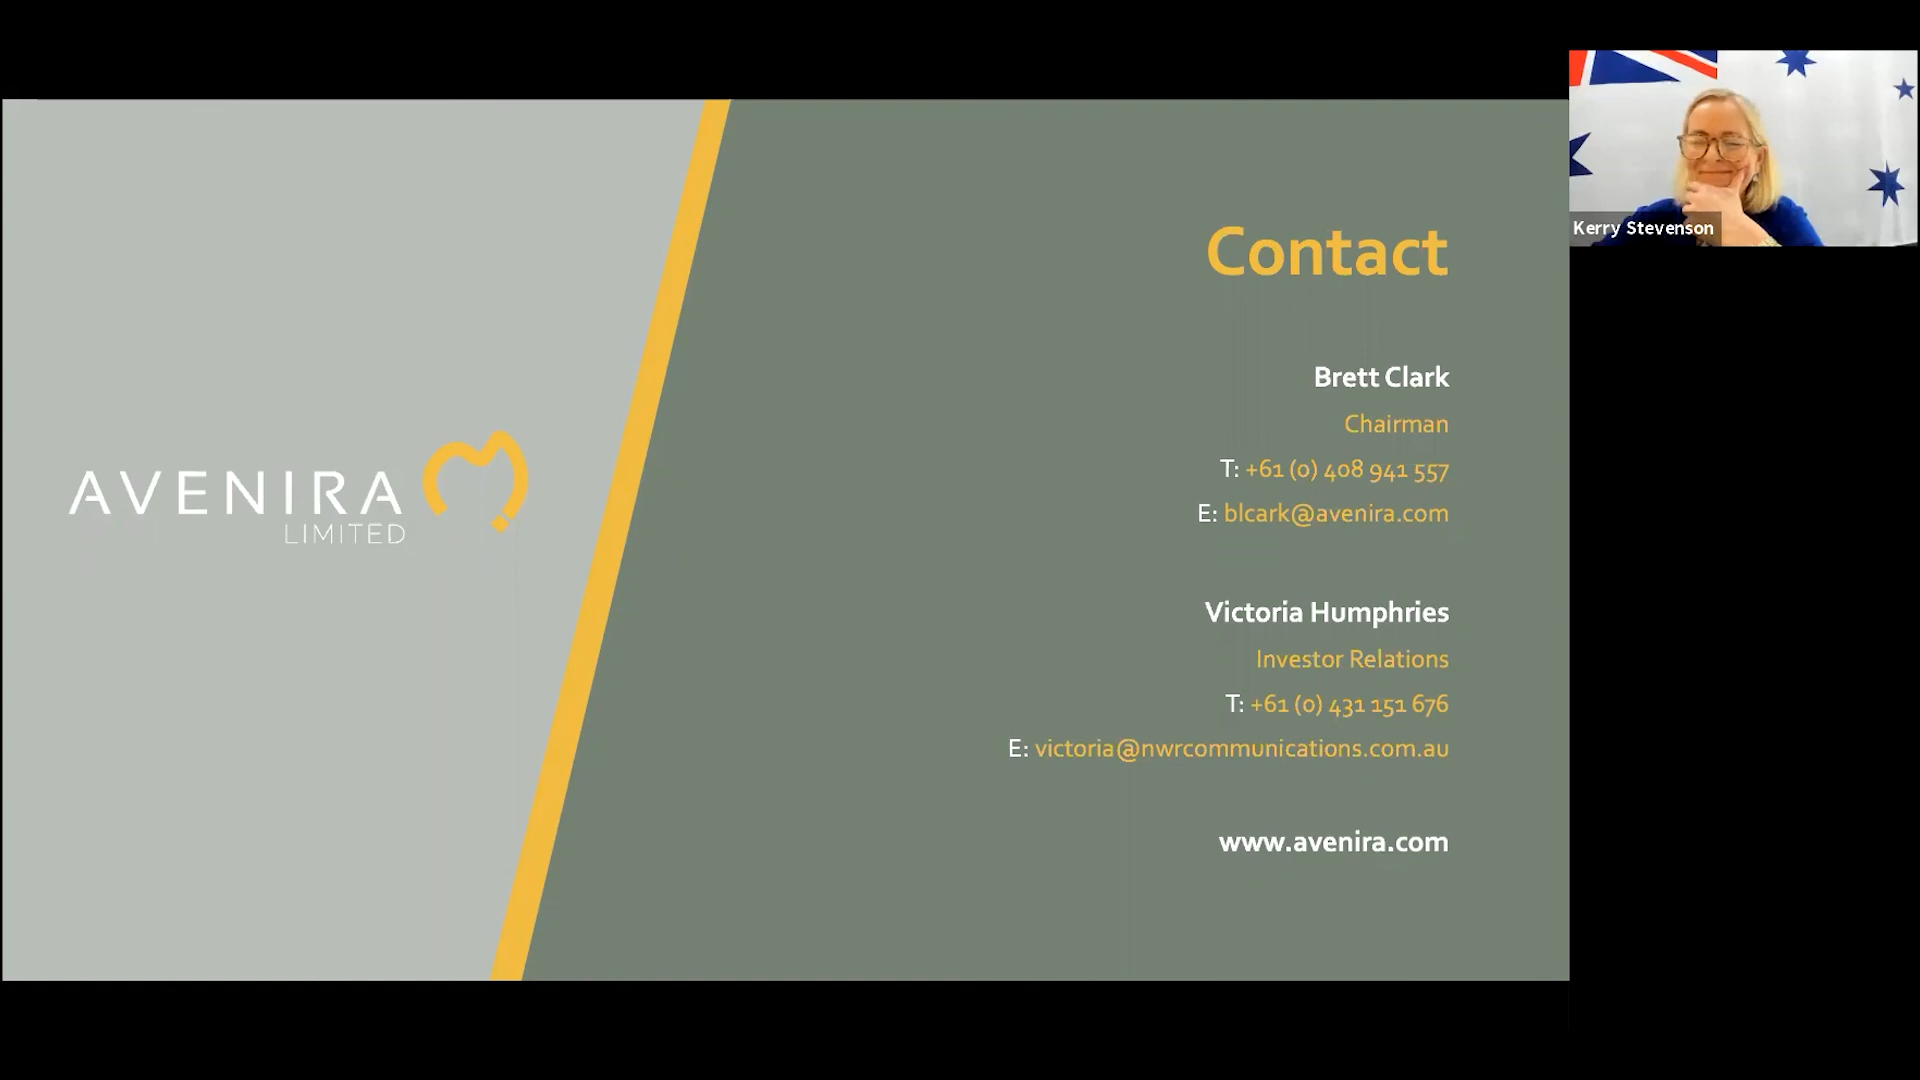 AVENIRA
LIMITED
Contact
Brett Clark
Chairman
T: +61 (0) 408 941 557
E: blcark@avenira.com
Victoria Humphries
Investor Relations
T: +61 (0) 431 151 676
E: victoria@nwrcommunications.com.au
www.avenira.com
Kerry Stevenson